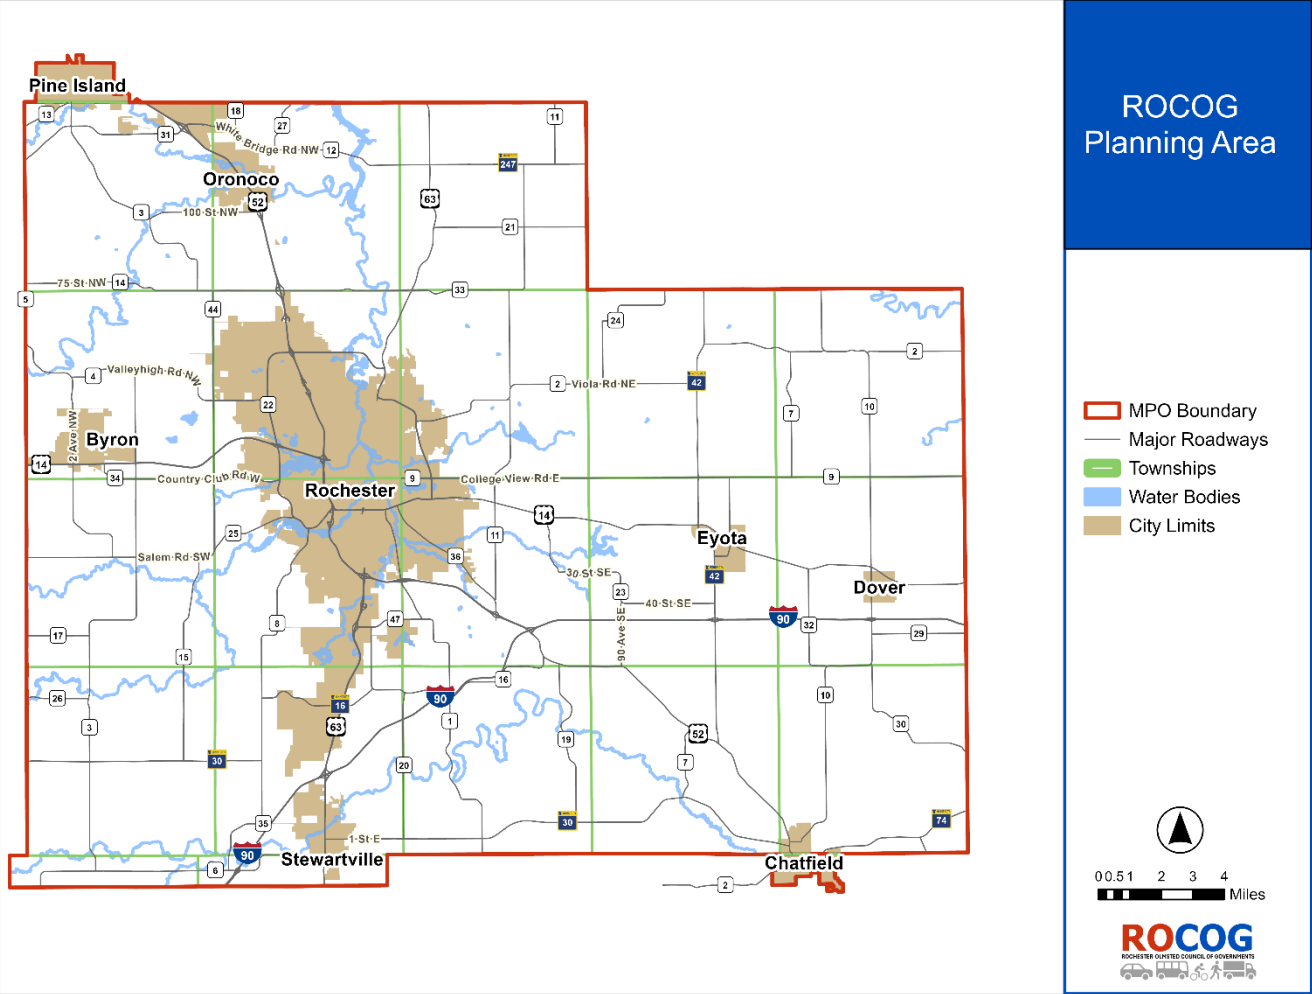 ROCOG
Planning Area
Pine Island
13
18
27
11
31
White Bridge Rd NW
12
247
Oronoco
52
63
3
100 St NW
21
75 St NW
14
33
5
44
24
2
4
Valleyhigh Rd NW
2
Viola Rd NE
42
22
10
7
2 Ave NW
Byron
14
34
Country Club Rd W
9
College View Rd E
9
Rochester
14
25
11
Salem Rd SW
36
Eyota
30 St SE
42
Dover
23
40 St SE
90 Ave SE
90
32
29
8
47
17
15
16
26
90
10
16
3
63
1
30
52
19
7
30
20
35
1 St E
30
74
90
Stewartville
6
Chatfield
2
MPO Boundary
Major Roadways
Townships
Water Bodies
City Limits
0 0.5 1 2 3 4
Miles
ROCOG
ROCHESTER OLMSTED COUNCIL OF GOVERNMENTS